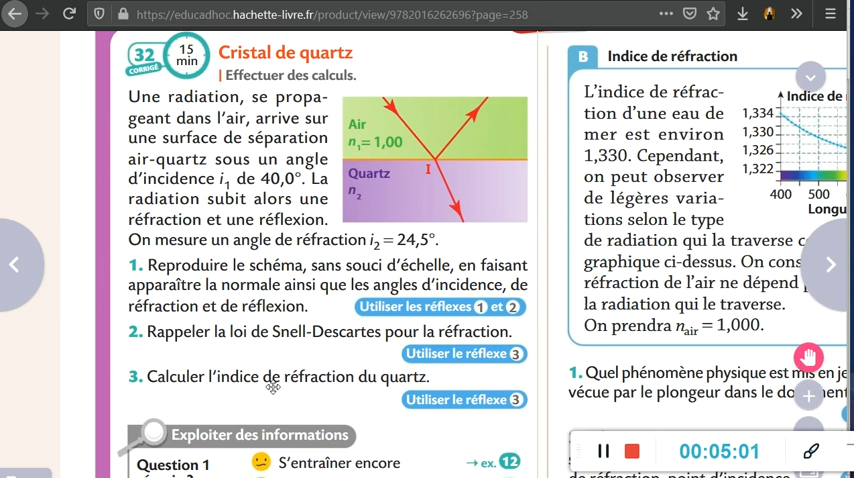 https://educadhoc.hachette-livre.fr/product/view/9782016262696?page=258
32
CORRIGÉ
15
min
Cristal de quartz
| Effectuer des calculs.
Une radiation, se propa-
geant dans l'air, arrive sur
une surface de séparation
air-quartz sous un angle
d'incidence i1 de 40,0°. La
radiation subit alors une
réfraction et une réflexion.
On mesure un angle de réfraction i2 = 24,5°.
Air
n1 = 1,00
I
Quartz
n2
1. Reproduire le schéma, sans souci d'échelle, en faisant
apparaître la normale ainsi que les angles d'incidence, de
réfraction et de réflexion.
Utiliser les réflexes 1 et 2
2. Rappeler la loi de Snell-Descartes pour la réfraction.
Utiliser le réflexe 3
3. Calculer l'indice de réfraction du quartz.
Utiliser le réflexe 3
Exploiter des informations
Question 1
S'entraîner encore
→ ex. 12
B Indice de réfraction
L'indice de réfrac-
tion d'une eau de
mer est environ
1,330. Cependant,
on peut observer
de légères varia-
tions selon le type
de radiation qui la traverse
graphique ci-dessus. On
réfraction de l'air ne dépend
la radiation qui le traverse.
On prendra nair = 1,000.
Indice de
1,334
1,330
1,326
1,322
400 500
1. Quel phénomène physique est mis en
vécue par le plongeur dans le
00:05:01
de réfraction, point d'incidence